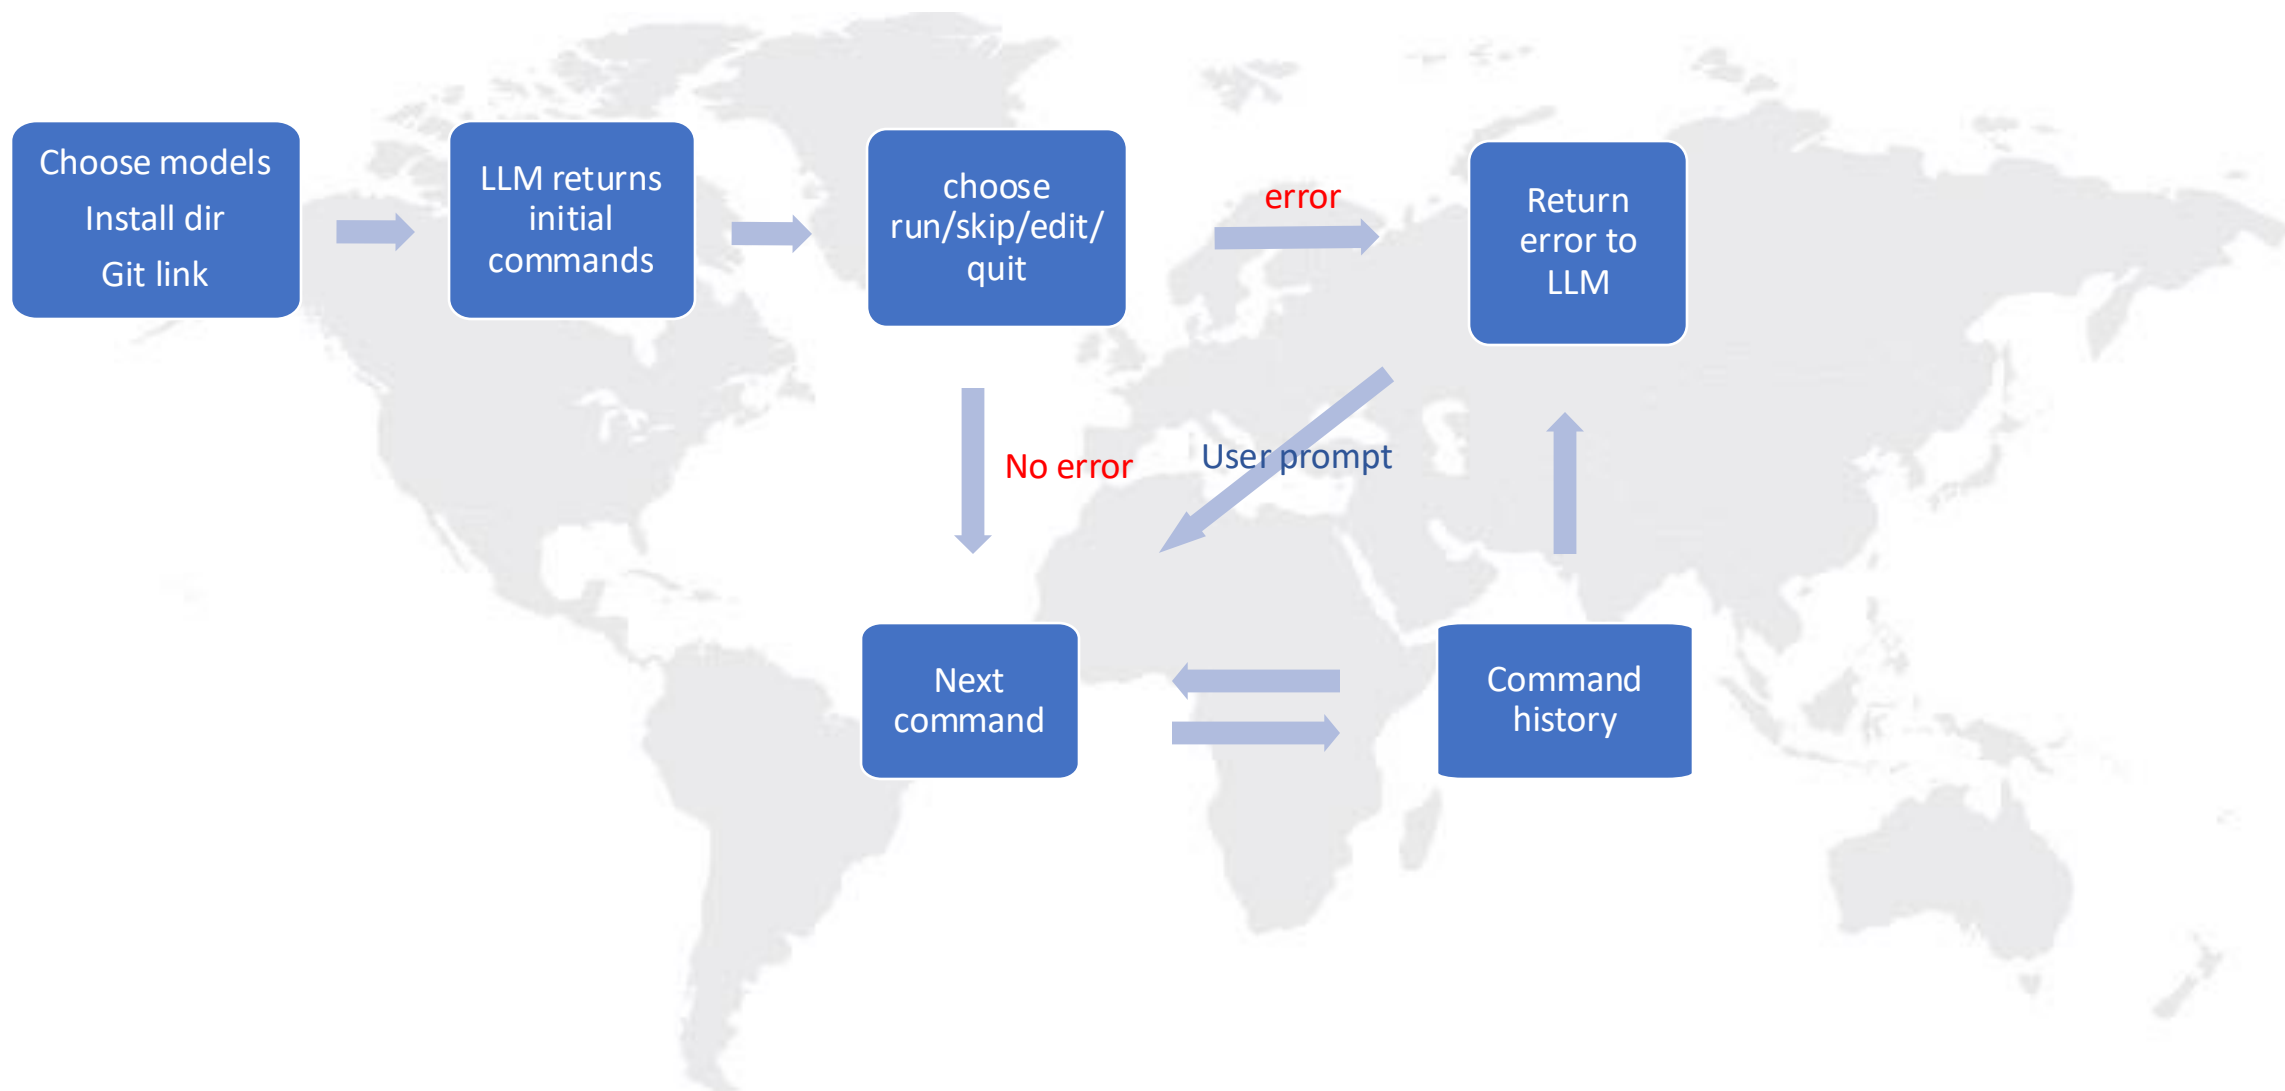 Choose models
Install dir
Git link
LLM returns
initial
commands
choose
run/skip/edit/
quit
error
Return
error to
LLM
No error
User prompt
Next
command
Command
history